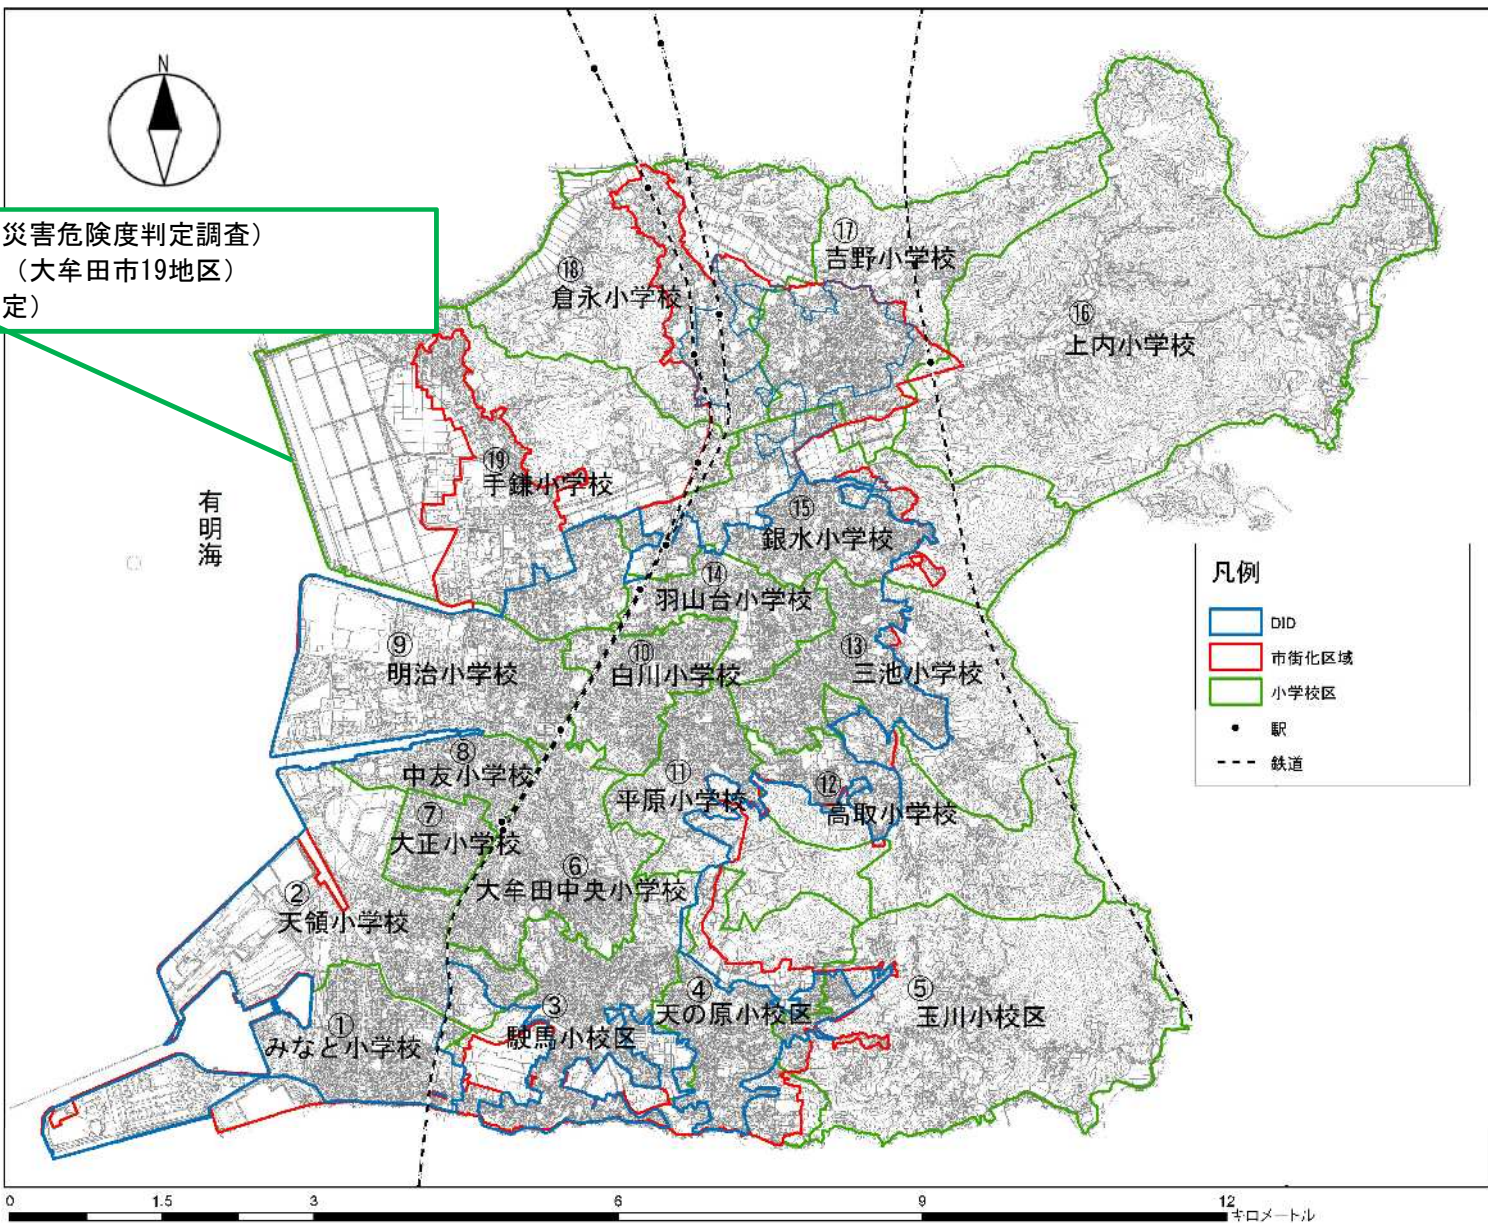 N
災害危険度判定調査）
（大牟田市19地区）
定）
⑰
吉野小学校
⑱
倉永小学校
⑯
上内小学校
⑲
手鎌小学校
有明海
⑮
銀水小学校
⑭
羽山台小学校
⑨
明治小学校
⑩
白川小学校
⑬
三池小学校
⑧
中友小学校
⑪
平原小学校
⑫
高取小学校
⑦
大正小学校
⑥
大牟田中央小学校
②
天領小学校
③
駛馬小校区
④
天の原小校区
⑤
玉川小校区
①
みなと小学校
凡例
DID
市街化区域
小学校区
駅
鉄道
0 1.5 3 6 9 12
キロメートル